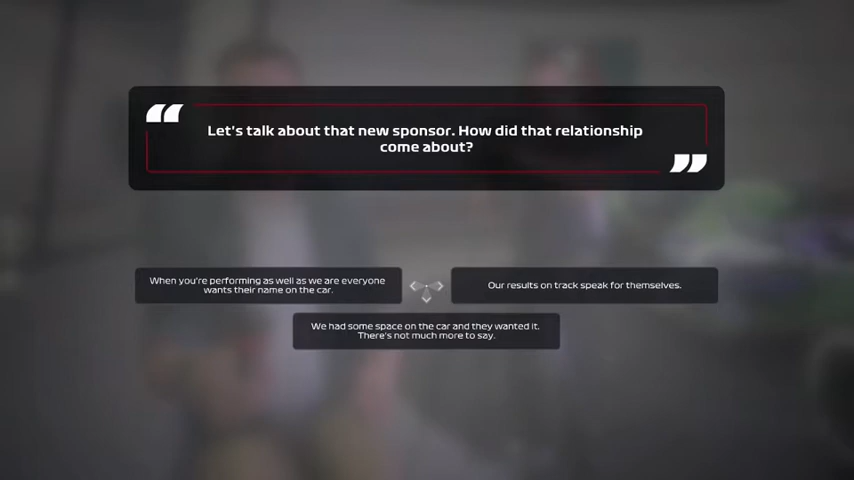 Let's talk about that new sponsor. How did that relationship
come about?
When you're performing as well as we are everyone
wants their name on the car.
Our results on track speak for themselves.
We had some space on the car and they wanted it.
There's not much more to say.